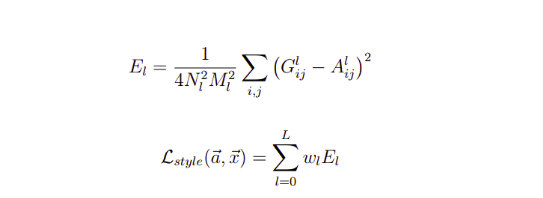 E_l = \frac{1}{4N_l^2 M_l^2} \sum_{i,j} (G_{ij}^l - A_{ij}^l)^2
\mathcal{L}_{style}(\vec{a}, \vec{x}) = \sum_{l=0}^{L} w_l E_l